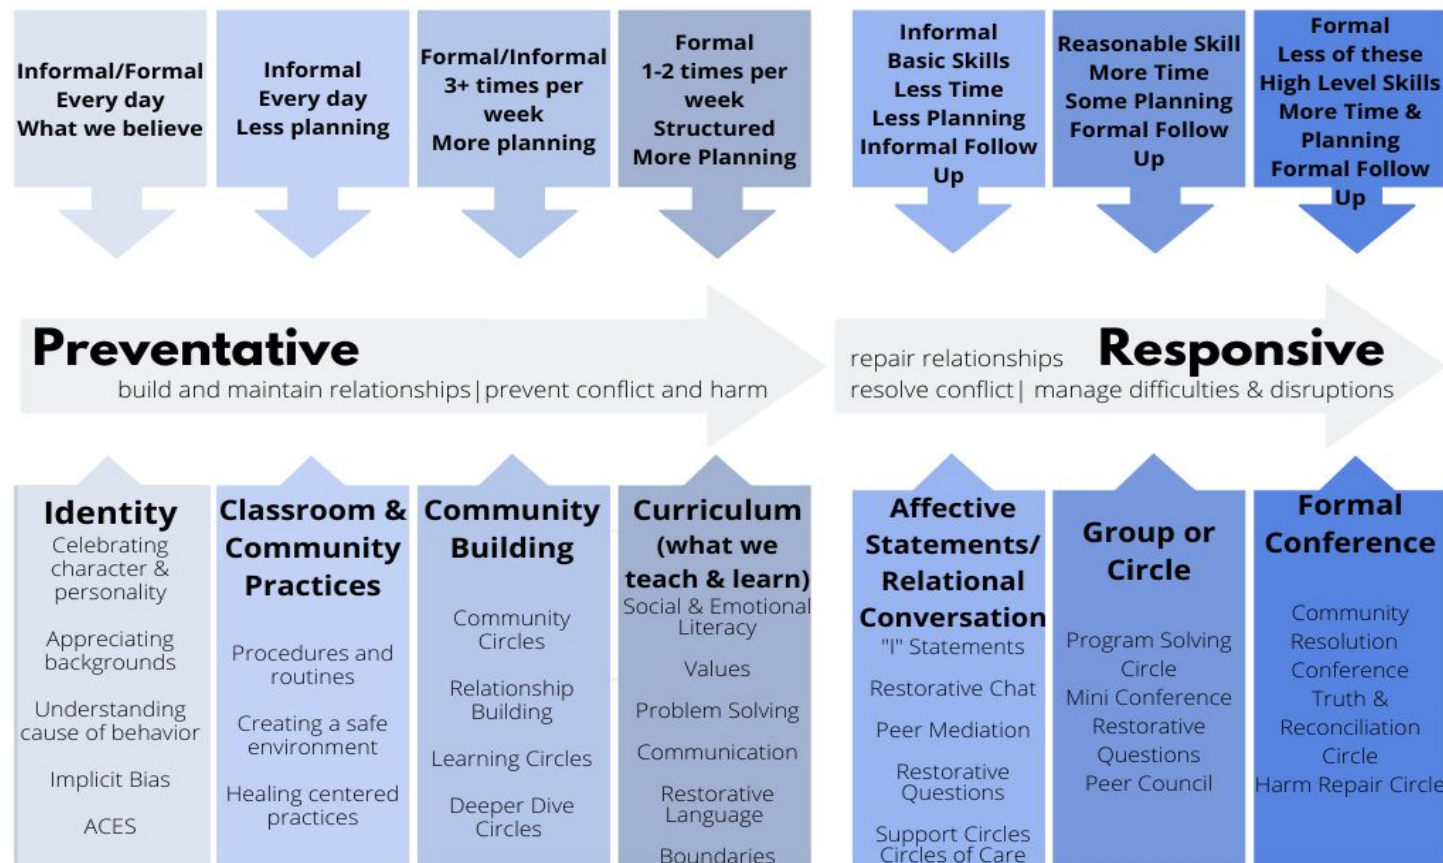 Informal/Formal
Every day
What we believe
Informal
Every day
Less planning
Formal/Informal
3+ times per
week
More planning
Formal
1-2 times per
week
Structured
More Planning
Informal
Basic Skills
Less Time
Less Planning
Informal Follow
Up
Reasonable Skill
More Time
Some Planning
Formal Follow
Up
Formal
Less of these
High Level Skills
More Time &
Planning
Formal Follow
Up
Preventative
build and maintain relationships|prevent conflict and harm
repair relationships
Responsive
resolve conflict| manage difficulties & disruptions
Identity
Celebrating
character &
personality
Appreciating
backgrounds
Understanding
cause of behavior
Implicit Bias
ACES
Classroom &
Community
Practices
Procedures and
routines
Creating a safe
environment
Healing centered
practices
Community
Building
Community
Circles
Relationship
Building
Learning Circles
Deeper Dive
Circles
Curriculum
(what we
teach & learn)
Social & Emotional
Literacy
Values
Problem Solving
Communication
Restorative
Language
Boundaries
Affective
Statements/
Relational
Conversation
"I" Statements
Restorative Chat
Peer Mediation
Restorative
Questions
Support Circles
Circles of Care
Group or
Circle
Program Solving
Circle
Mini Conference
Restorative
Questions
Peer Council
Formal
Conference
Community
Resolution
Conference
Truth &
Reconciliation
Circle
Harm Repair Circle